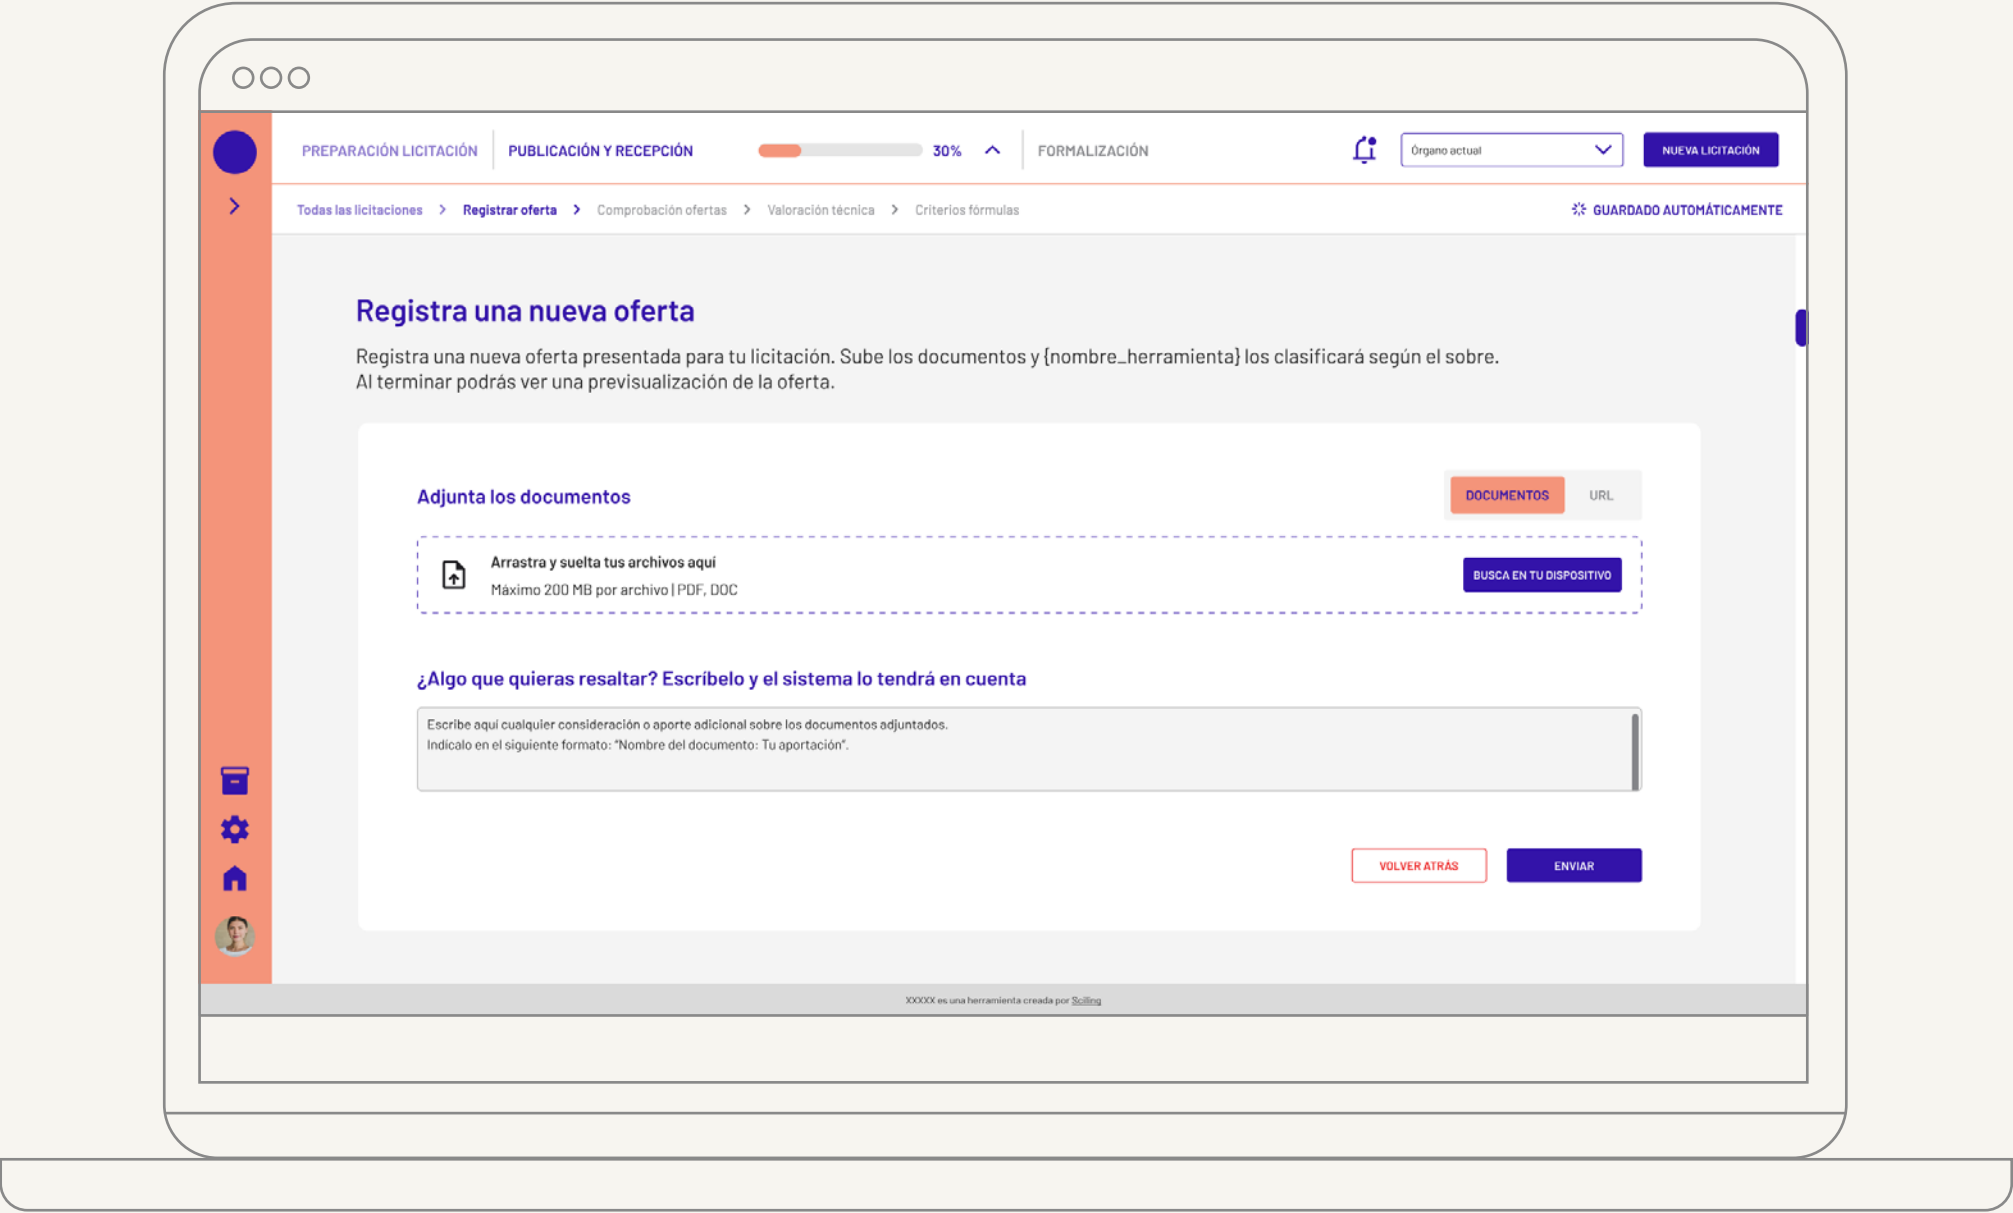 PREPARACIÓN LICITACIÓN
PUBLICACIÓN Y RECEPCIÓN
30%
FORMALIZACIÓN
Órgano actual
NUEVA LICITACIÓN
Todas las licitaciones > Registrar oferta > Comprobación ofertas > Valoración técnica > Criterios fórmulas
GUARDADO AUTOMÁTICAMENTE
Registra una nueva oferta
Registra una nueva oferta presentada para tu licitación. Sube los documentos y {nombre_herramienta} los clasificará según el sobre.
Al terminar podrás ver una previsualización de la oferta.
Adjunta los documentos
DOCUMENTOS
URL
Arrastra y suelta tus archivos aquí
Máximo 200 MB por archivo | PDF, DOC
BUSCA EN TU DISPOSITIVO
¿Algo que quieras resaltar? Escríbelo y el sistema lo tendrá en cuenta
Escribe aquí cualquier consideración o aporte adicional sobre los documentos adjuntados.
Indícalo en el siguiente formato: "Nombre del documento: Tu aportación".
VOLVER ATRÁS
ENVIAR
XXXXX es una herramienta creada por Sciling